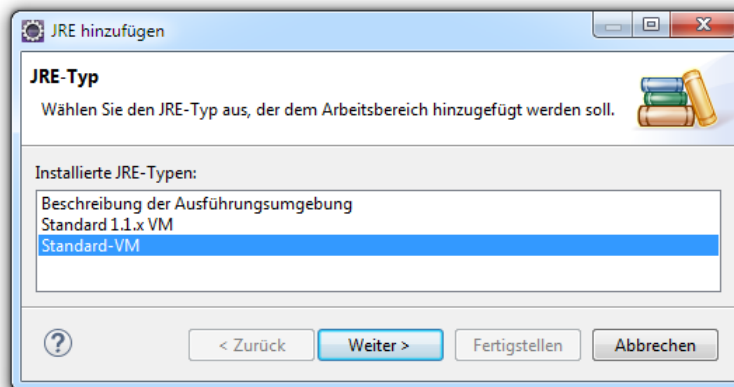 JRE hinzufügen
JRE-Typ
Wählen Sie den JRE-Typ aus, der dem Arbeitsbereich hinzugefügt werden soll.
Installierte JRE-Typen:
Beschreibung der Ausführungsumgebung
Standard 1.1.x VM
Standard-VM
? < Zurück Weiter > Fertigstellen Abbrechen